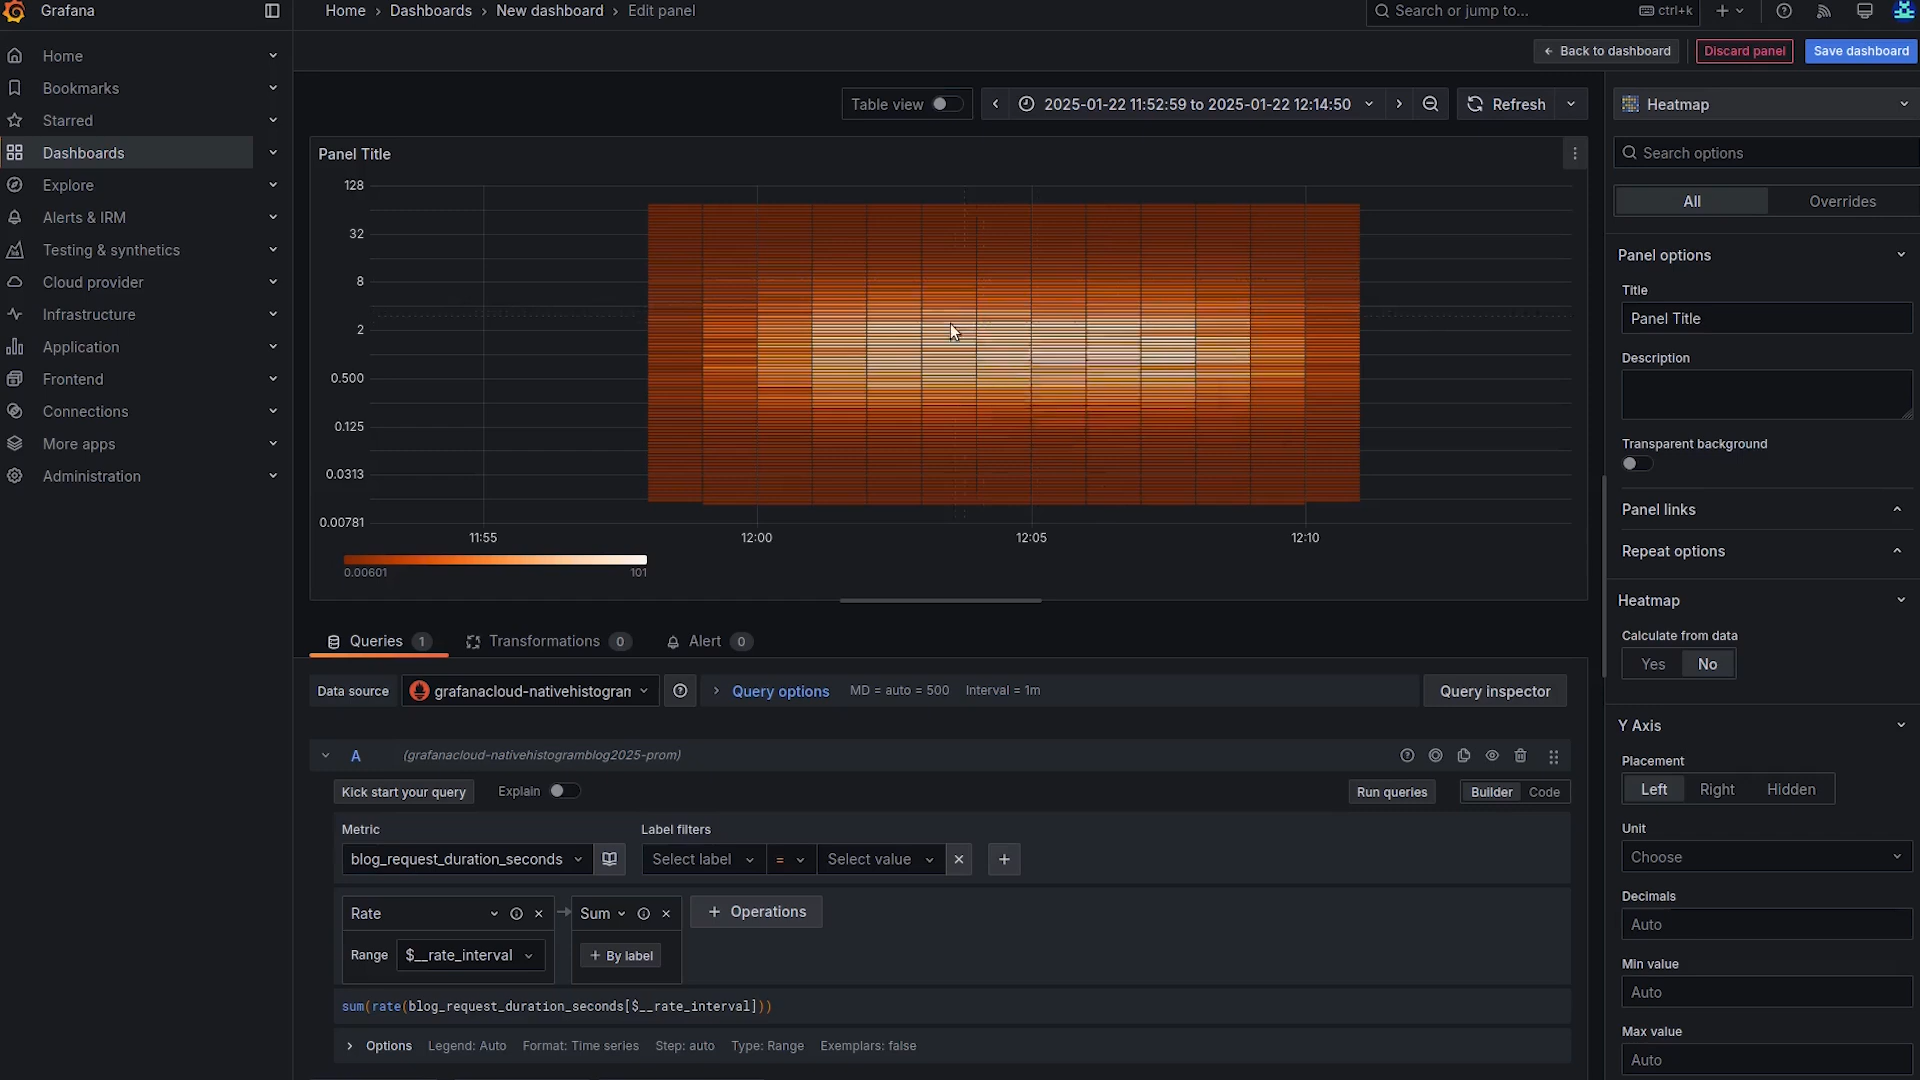 Grafana
Home
Bookmarks
Starred
Dashboards
Explore
Alerts & IRM
Testing & synthetics
Cloud provider
Infrastructure
Application
Frontend
Connections
More apps
Administration
Home › Dashboards › New dashboard › Edit panel
Search or jump to... ctrl+k
Back to dashboard Discard panel Save dashboard
Table view 2025-01-22 11:52:59 to 2025-01-22 12:14:50 Refresh
Panel Title
128
32
8
2
0.500
0.125
0.0313
0.00781
11:55 12:00 12:05 12:10
0.00601 101
Queries 1 Transformations 0 Alert 0
Data source grafanacloud-nativehistogran Query options MD = auto = 500 Interval = 1m Query inspector
A (grafanacloud-nativehistogramblog2025-prom)
Kick start your query Explain Run queries Builder Code
Metric Label filters
blog_request_duration_seconds Select label = Select value
Rate Sum + Operations
Range $__rate_interval + By label
sum(rate(blog_request_duration_seconds[$__rate_interval]))
Options Legend: Auto Format: Time series Step: auto Type: Range Exemplars: false
Heatmap
Search options
All Overrides
Panel options
Title
Panel Title
Description
Transparent background
Panel links
Repeat options
Heatmap
Calculate from data
Yes No
Y Axis
Placement
Left Right Hidden
Unit
Choose
Decimals
Auto
Min value
Auto
Max value
Auto